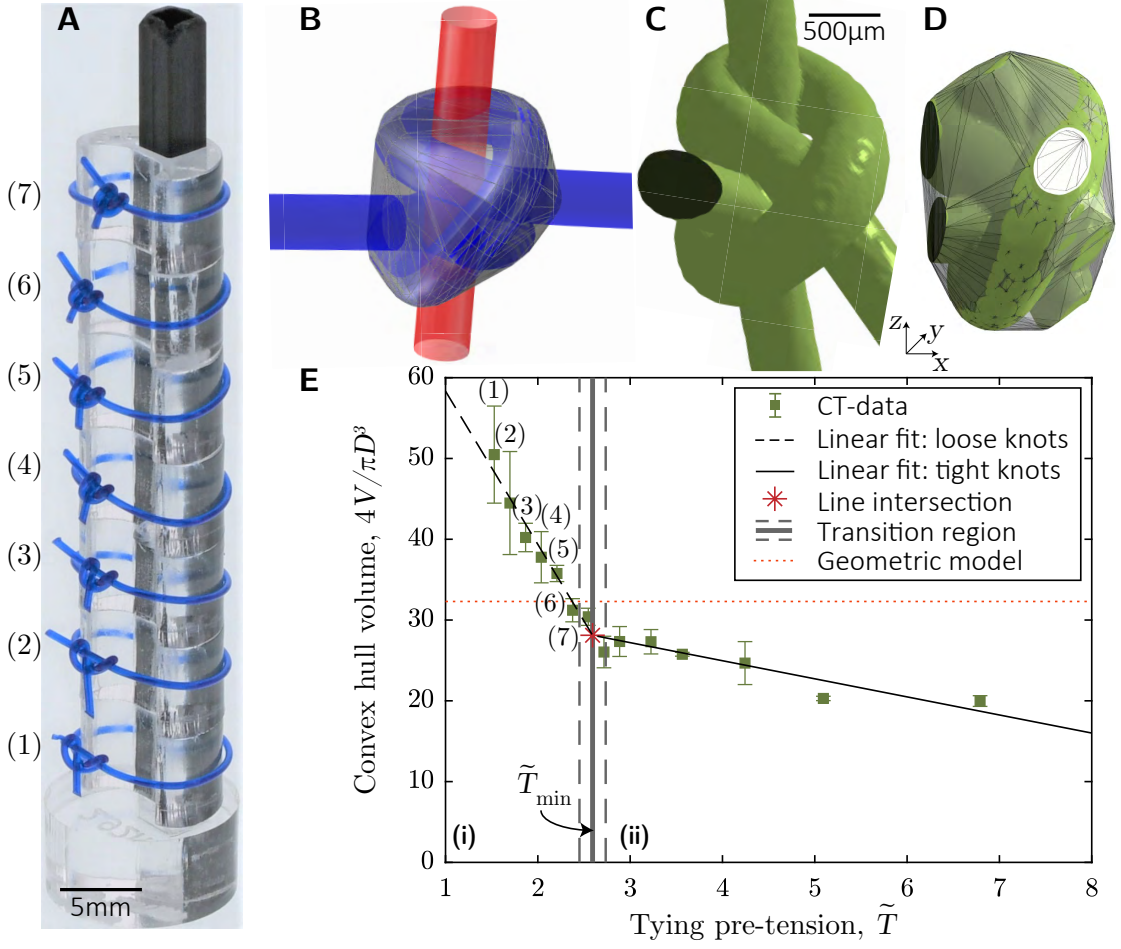 A
B
C
D
500μm
(7)
(6)
(5)
(4)
(3)
(2)
(1)
5mm
z
y
x
E
Convex hull volume, 4V/πD³
60
50
40
30
20
10
0
(1)
(2)
(3)
(4)
(5)
(6)
(7)
CT-data
Linear fit: loose knots
Linear fit: tight knots
Line intersection
Transition region
Geometric model
T̃min
(i)
(ii)
1 2 3 4 5 6 7 8
Tying pre-tension, T̃